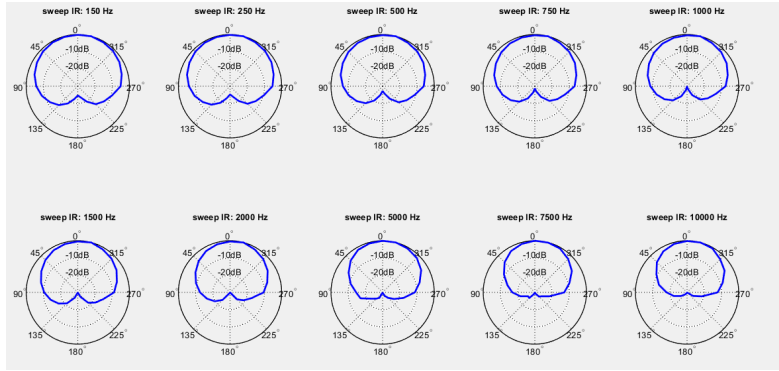 sweep IR: 150 Hz
0°
45° -10dB 315°
-20dB
90° 270°
135° 225°
180°
sweep IR: 250 Hz
0°
45° -10dB 315°
-20dB
90° 270°
135° 225°
180°
sweep IR: 500 Hz
0°
45° -10dB 315°
-20dB
90° 270°
135° 225°
180°
sweep IR: 750 Hz
0°
45° -10dB 315°
-20dB
90° 270°
135° 225°
180°
sweep IR: 1000 Hz
0°
45° -10dB 315°
-20dB
90° 270°
135° 225°
180°
sweep IR: 1500 Hz
0°
45° -10dB 315°
-20dB
90° 270°
135° 225°
180°
sweep IR: 2000 Hz
0°
45° -10dB 315°
-20dB
90° 270°
135° 225°
180°
sweep IR: 5000 Hz
0°
45° -10dB 315°
-20dB
90° 270°
135° 225°
180°
sweep IR: 7500 Hz
0°
45° -10dB 315°
-20dB
90° 270°
135° 225°
180°
sweep IR: 10000 Hz
0°
45° -10dB 315°
-20dB
90° 270°
135° 225°
180°